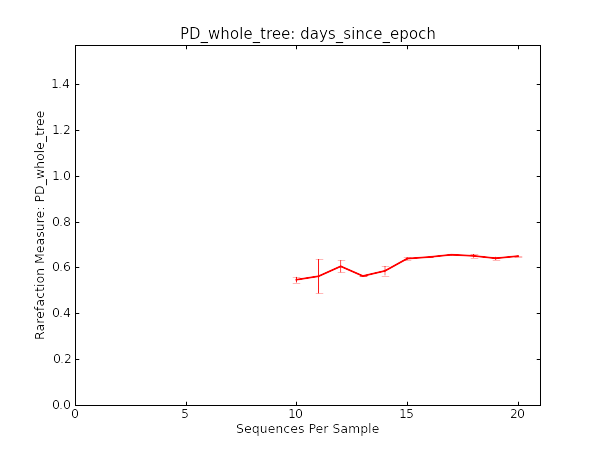 PD_whole_tree: days_since_epoch
Rarefaction Measure: PD_whole_tree
1.4
1.2
1.0
0.8
0.6
0.4
0.2
0.0
0 5 10 15 20
Sequences Per Sample